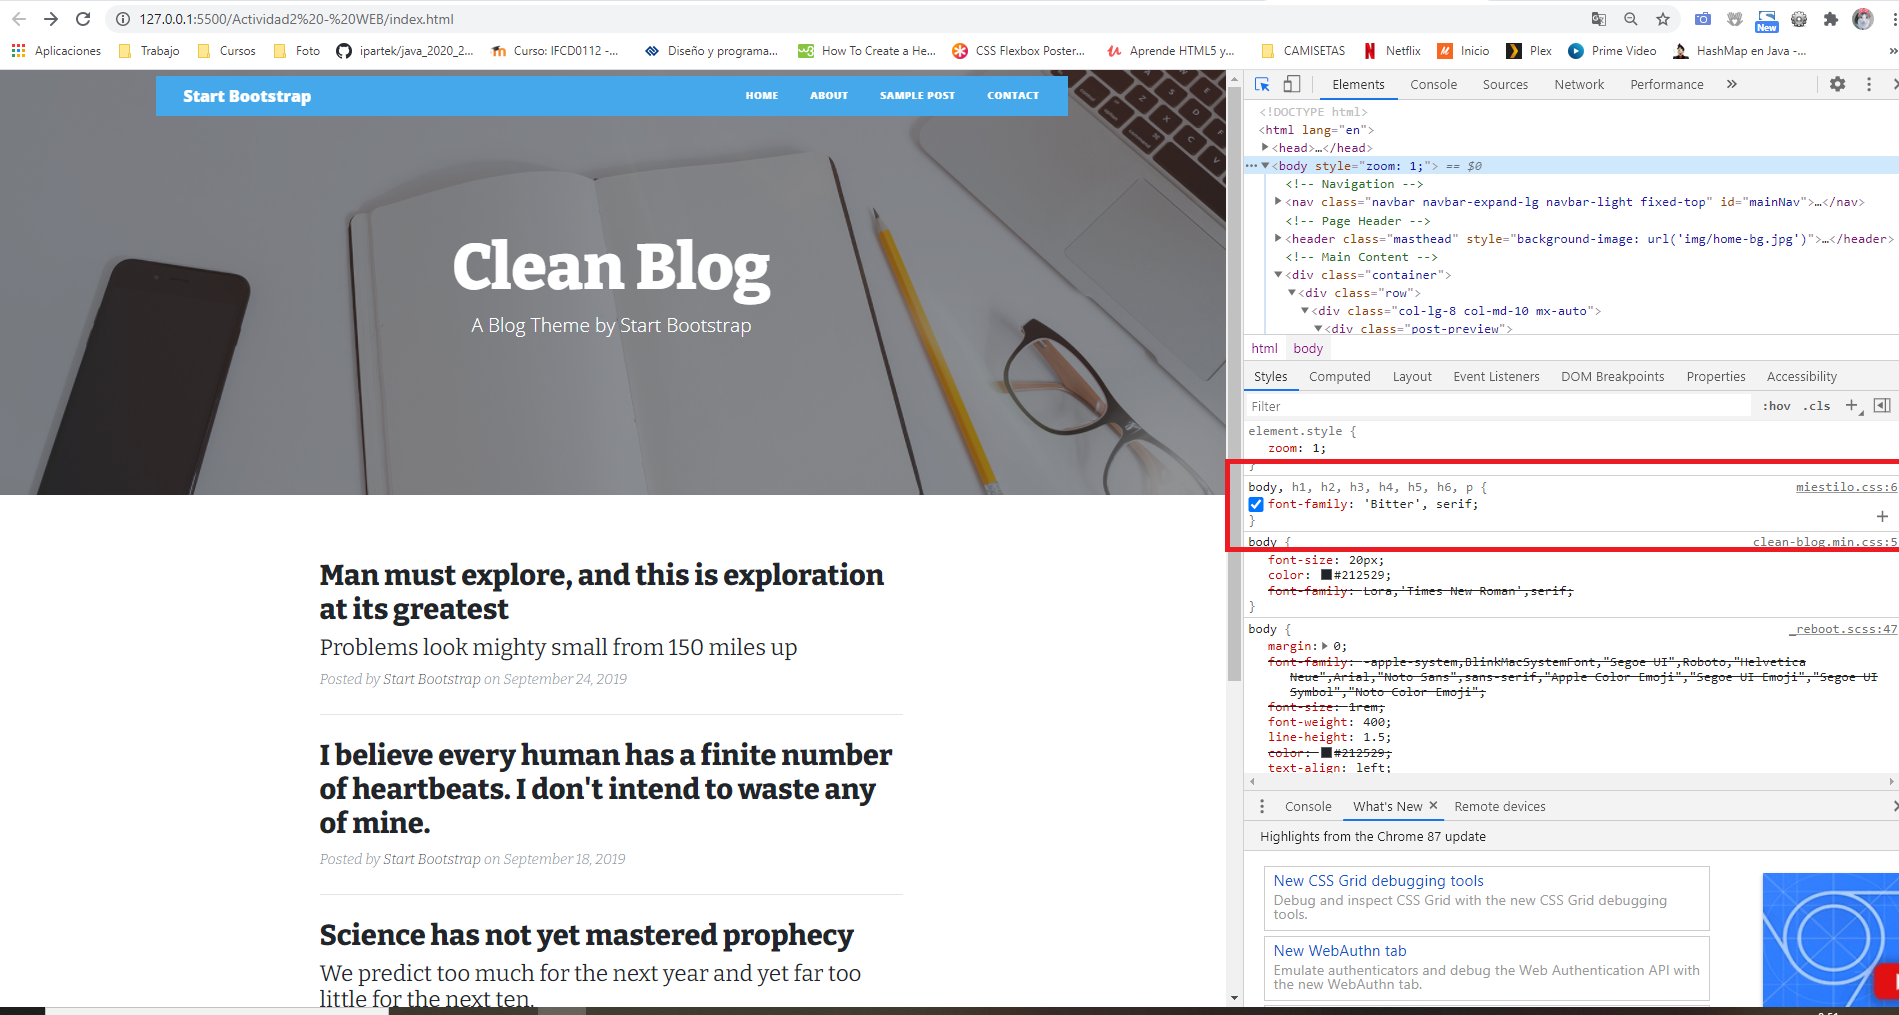 127.0.0.1:5500/Actividad2%20-%20WEB/index.html
New
Aplicaciones Trabajo Cursos Foto ipartek/java_2020_2... Curso: IFCD0112 -... Diseño y programa... How To Create a He... CSS Flexbox Poster... Aprende HTML5 y... CAMISETAS Netflix Inicio Plex Prime Video HashMap en Java -... »
Start Bootstrap HOME ABOUT SAMPLE POST CONTACT
Clean Blog
A Blog Theme by Start Bootstrap
Man must explore, and this is exploration
at its greatest
Problems look mighty small from 150 miles up
Posted by Start Bootstrap on September 24, 2019
I believe every human has a finite number
of heartbeats. I don't intend to waste any
of mine.
Posted by Start Bootstrap on September 18, 2019
Science has not yet mastered prophecy
We predict too much for the next year and yet far too
little for the next ten.
Elements Console Sources Network Performance »
<!DOCTYPE html>
<html lang="en">
<head>…</head>
<body style="zoom: 1;"> == $0
<!-- Navigation -->
<nav class="navbar navbar-expand-lg navbar-light fixed-top" id="mainNav">…</nav>
<!-- Page Header -->
<header class="masthead" style="background-image: url('img/home-bg.jpg')">…</header>
<!-- Main Content -->
<div class="container">
<div class="row">
<div class="col-lg-8 col-md-10 mx-auto">
<div class="post-preview">
html body
Styles Computed Layout Event Listeners DOM Breakpoints Properties Accessibility
Filter :hov .cls +
element.style {
zoom: 1;
}
body, h1, h2, h3, h4, h5, h6, p { miestilo.css:6
font-family: 'Bitter', serif;
}
body { clean-blog.min.css:5
font-size: 20px;
color: #212529;
font-family: Lora,'Times New Roman',serif;
}
body { _reboot.scss:47
margin: 0;
font-family: -apple-system,BlinkMacSystemFont,"Segoe UI",Roboto,"Helvetica
Neue",Arial,"Noto Sans",sans-serif,"Apple Color Emoji","Segoe UI Emoji","Segoe UI
Symbol","Noto Color Emoji";
font-size: 1rem;
font-weight: 400;
line-height: 1.5;
color: #212529;
text-align: left;
Console What's New Remote devices
Highlights from the Chrome 87 update
New CSS Grid debugging tools
Debug and inspect CSS Grid with the new CSS Grid debugging
tools.
New WebAuthn tab
Emulate authenticators and debug the Web Authentication API with
the new WebAuthn tab.